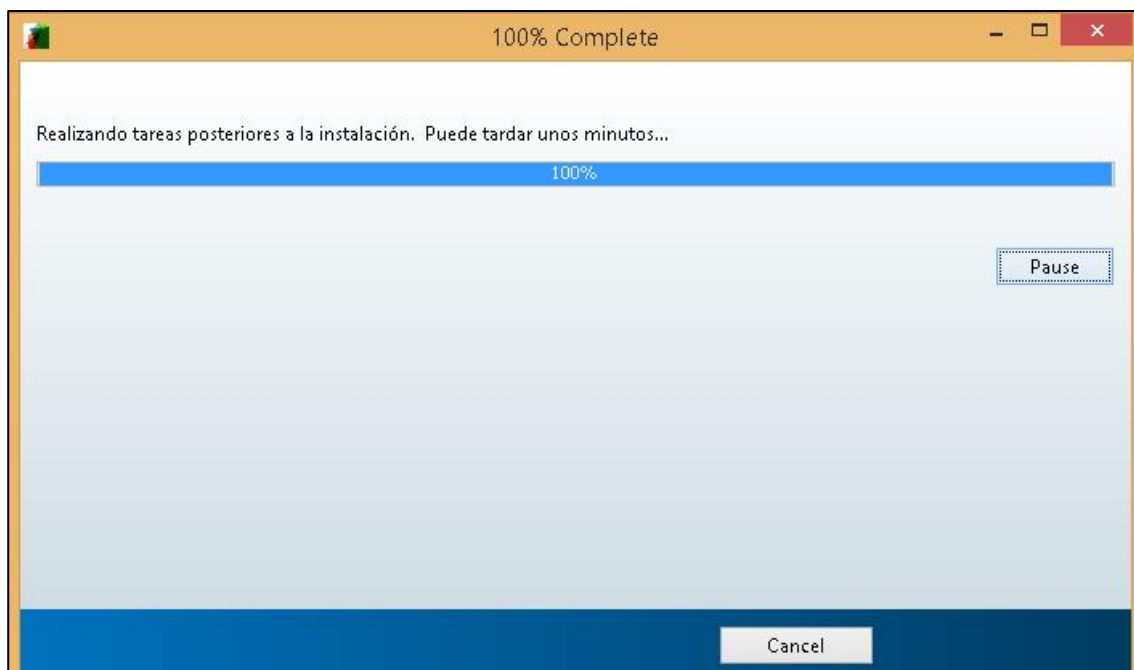 100% Complete
Realizando tareas posteriores a la instalación. Puede tardar unos minutos...
100%
Pause
Cancel